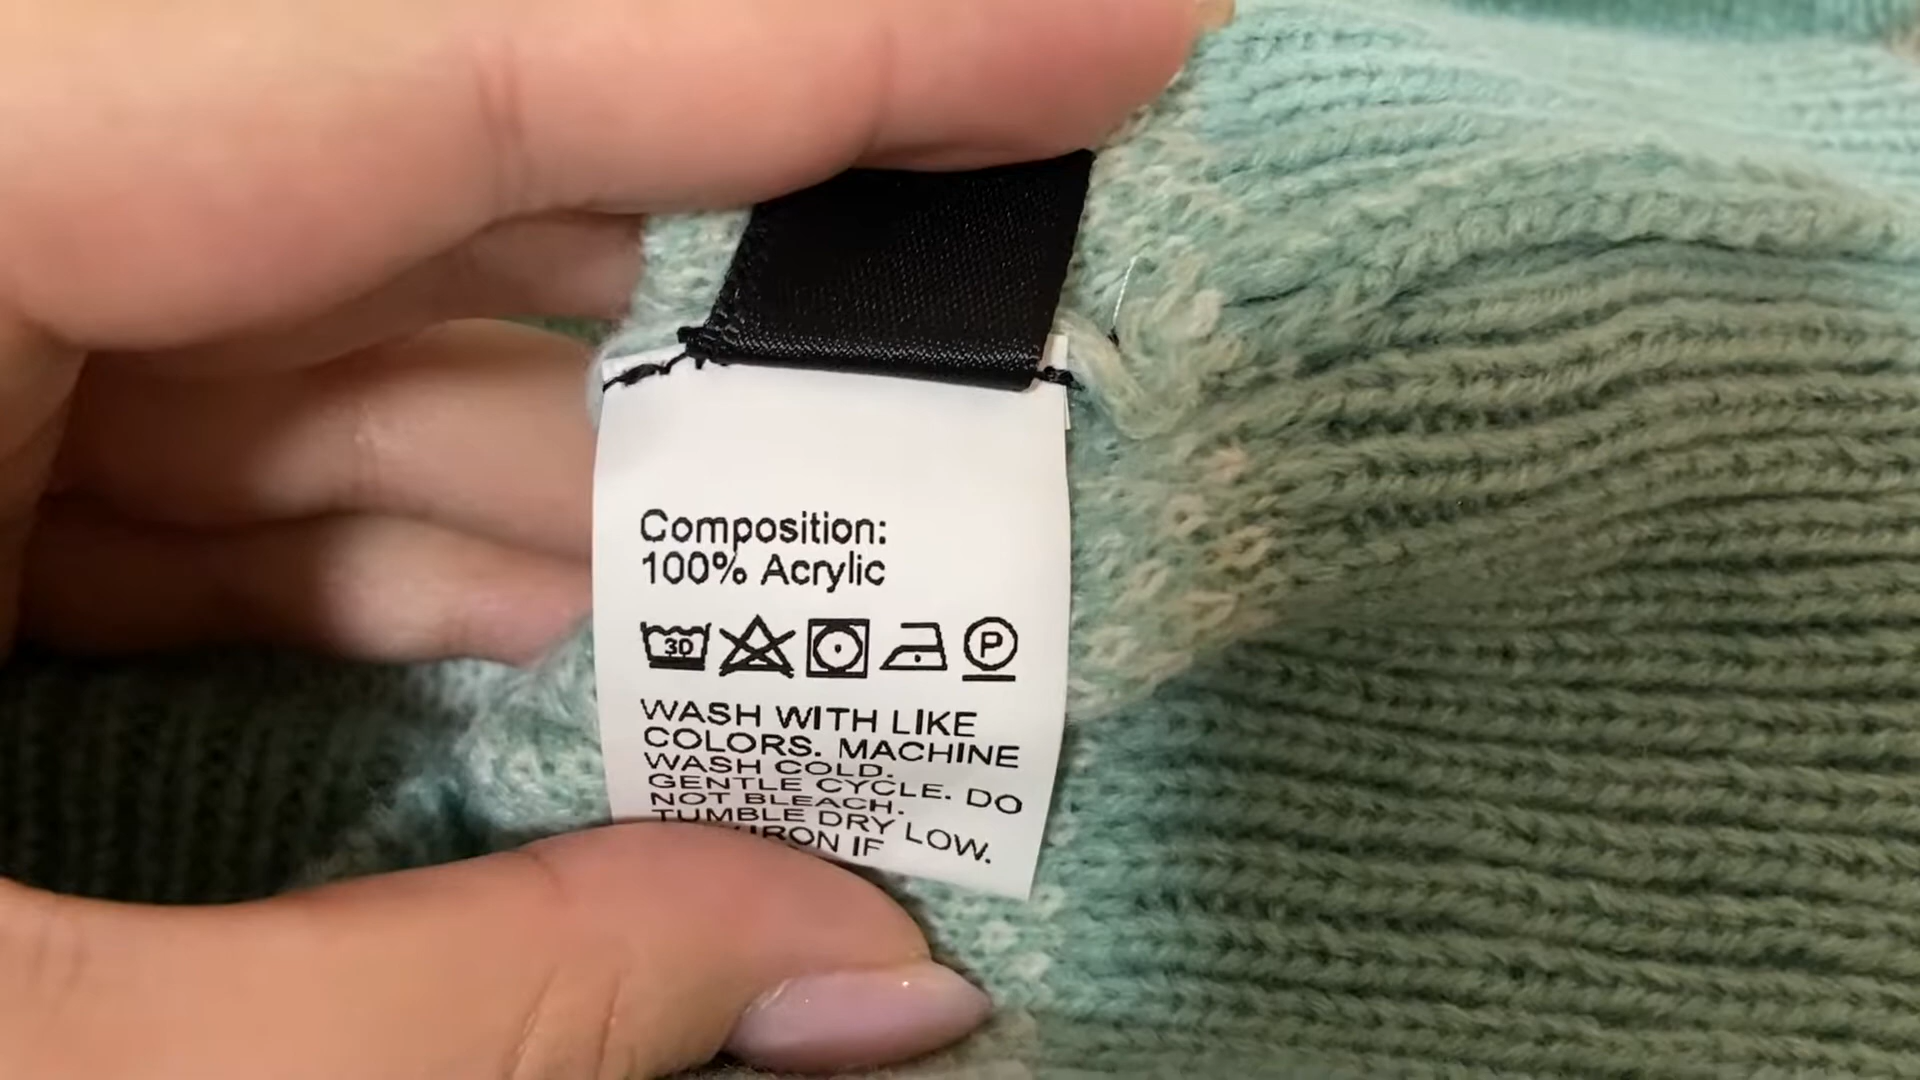 Composition:
100% Acrylic
30
P
WASH WITH LIKE
COLORS. MACHINE
WASH COLD.
GENTLE CYCLE. DO
NOT BLEACH.
TUMBLE DRY LOW.
IRON IF